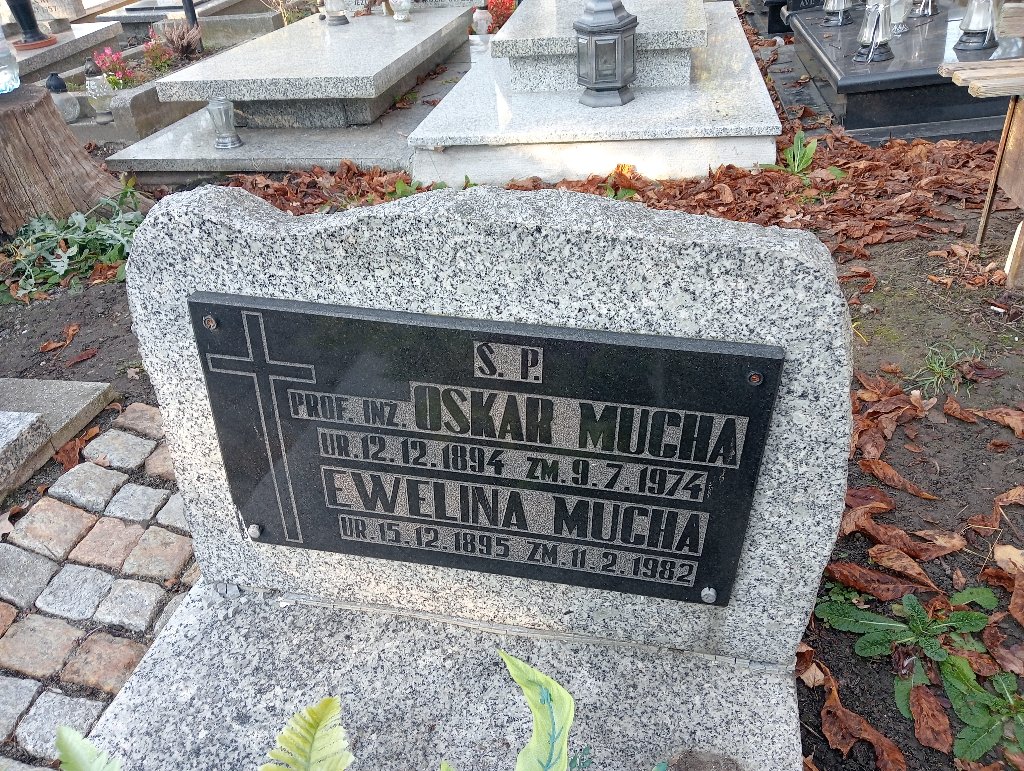 Ś. P.
PROF. INŻ. OSKAR MUCHA
UR. 12. 12. 1894 ZM. 9. 7. 1974
EWELINA MUCHA
UR. 15. 12. 1895 ZM. 11. 2. 1982